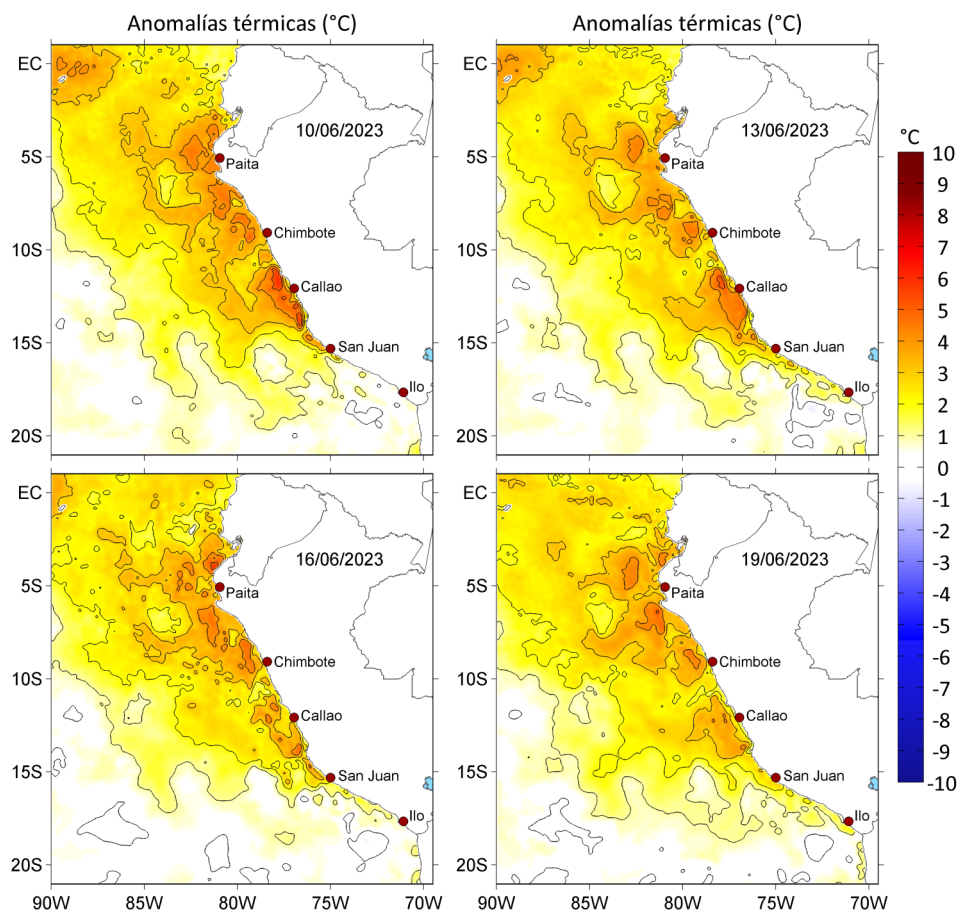 Anomalías térmicas (°C)
Anomalías térmicas (°C)
EC
5S
10S
15S
20S
10/06/2023
Paita
Chimbote
Callao
San Juan
Ilo
EC
5S
10S
15S
20S
13/06/2023
Paita
Chimbote
Callao
San Juan
Ilo
EC
5S
10S
15S
20S
16/06/2023
Paita
Chimbote
Callao
San Juan
Ilo
90W 85W 80W 75W 70W
EC
5S
10S
15S
20S
19/06/2023
Paita
Chimbote
Callao
San Juan
Ilo
90W 85W 80W 75W 70W
°C
10
9
8
7
6
5
4
3
2
1
0
-1
-2
-3
-4
-5
-6
-7
-8
-9
-10